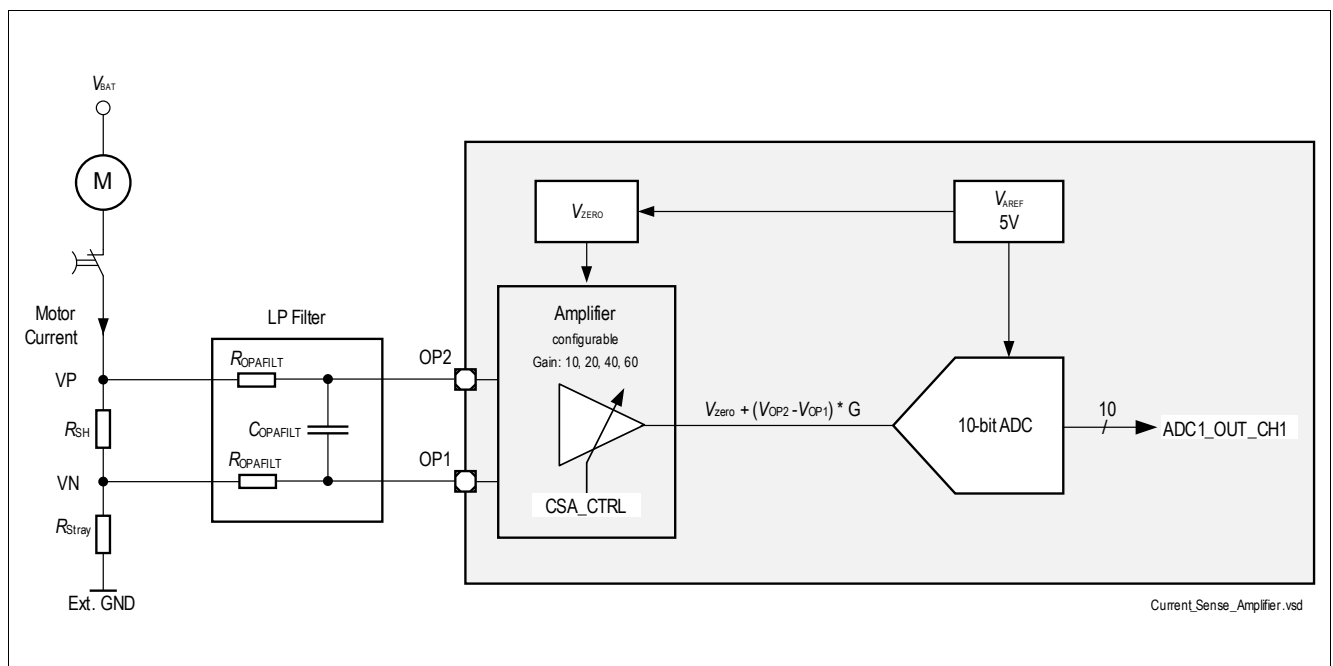 VBAT
M
Motor
Current
VP
RSH
VN
RStray
Ext. GND
LP Filter
ROPAFILT
COPAFILT
ROPAFILT
OP2
OP1
VZERO
VAREF
5V
Amplifier
configurable
Gain: 10, 20, 40, 60
CSA_CTRL
Vzero + (VOP2 -VOP1) * G
10-bit ADC
10
ADC1_OUT_CH1
Current_Sense_Amplifier.vsd